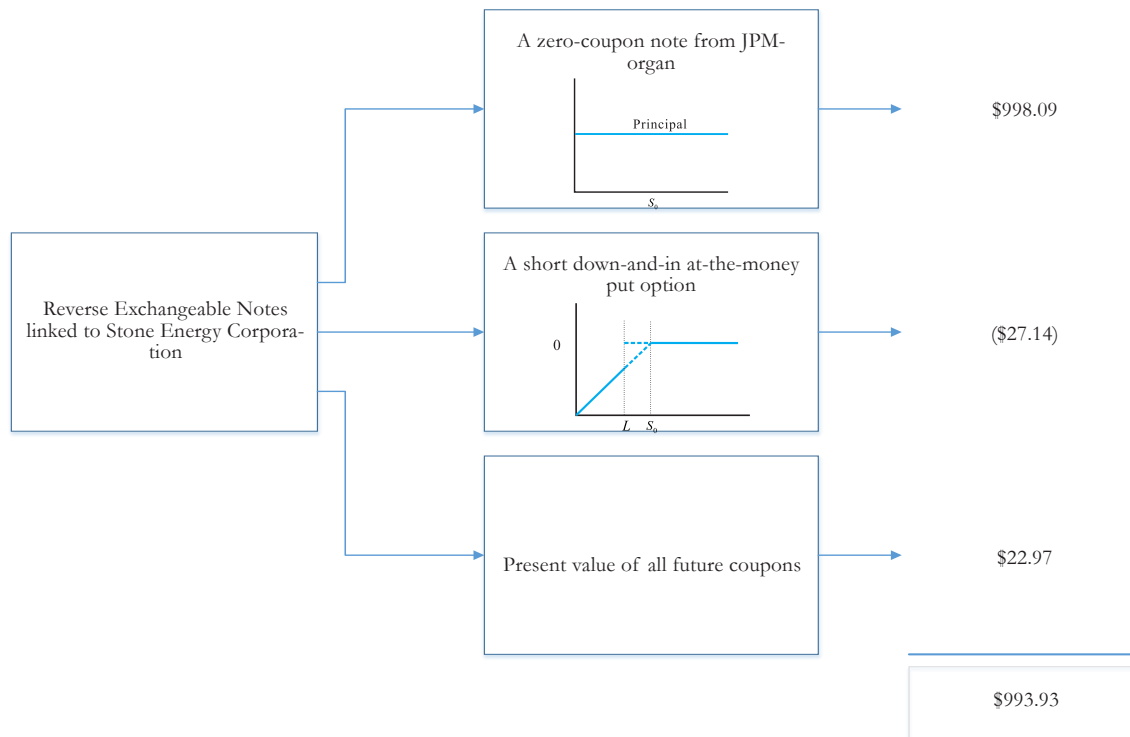 A zero-coupon note from JPM-
organ
Principal
S₀
$998.09
Reverse Exchangeable Notes
linked to Stone Energy Corpora-
tion
A short down-and-in at-the-money
put option
0
L S₀
($27.14)
Present value of all future coupons
$22.97
$993.93